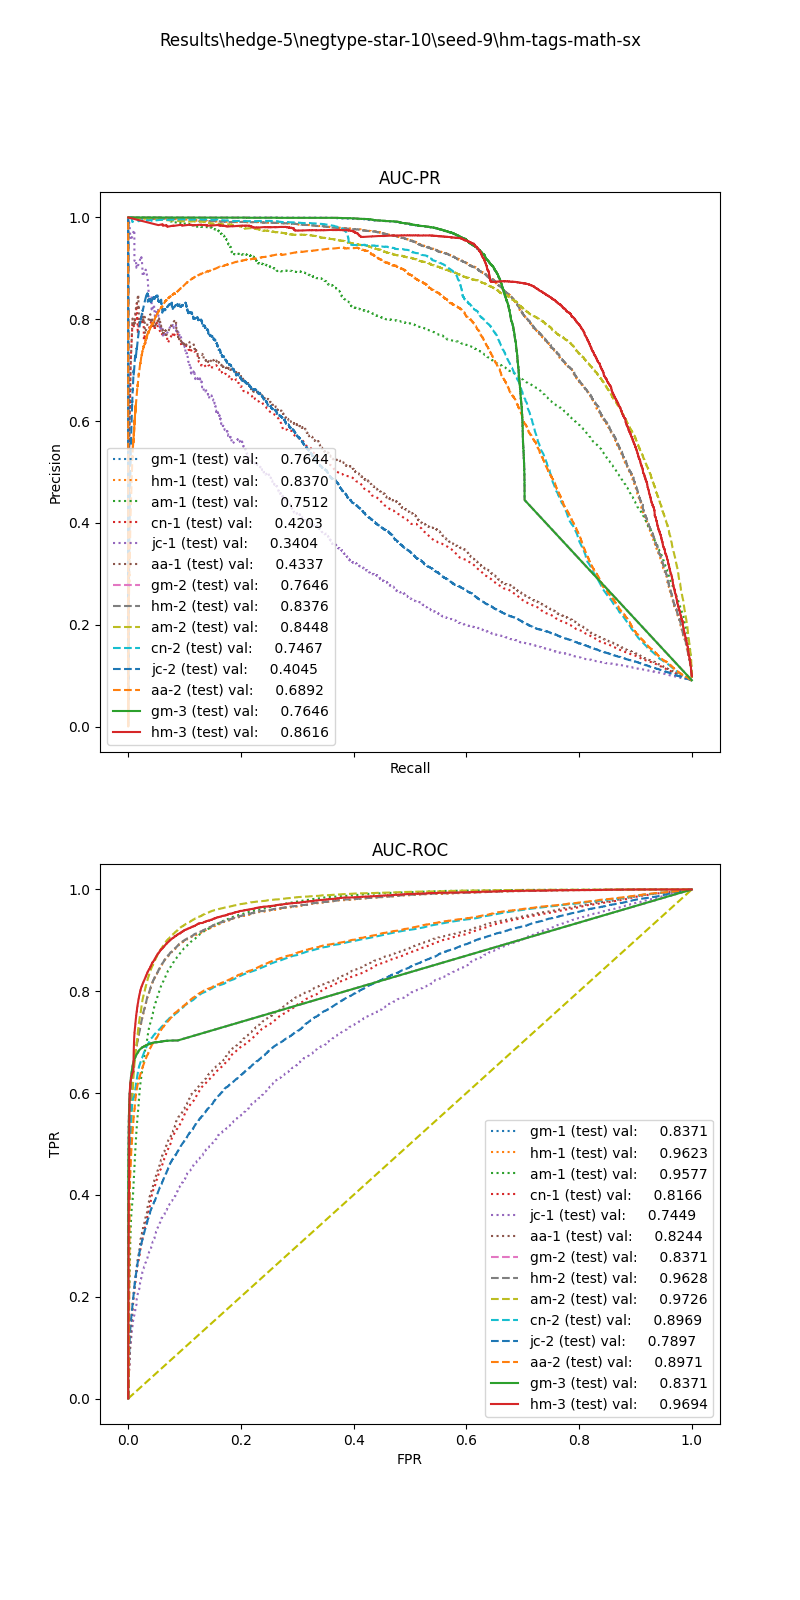 Results\hedge-5\negtype-star-10\seed-9\hm-tags-math-sx
AUC-PR
1.0
0.8
0.6
0.4
0.2
0.0
Precision
gm-1 (test) val: 0.7644
hm-1 (test) val: 0.8370
am-1 (test) val: 0.7512
cn-1 (test) val: 0.4203
jc-1 (test) val: 0.3404
aa-1 (test) val: 0.4337
gm-2 (test) val: 0.7646
hm-2 (test) val: 0.8376
am-2 (test) val: 0.8448
cn-2 (test) val: 0.7467
jc-2 (test) val: 0.4045
aa-2 (test) val: 0.6892
gm-3 (test) val: 0.7646
hm-3 (test) val: 0.8616
Recall
AUC-ROC
1.0
0.8
0.6
0.4
0.2
0.0
TPR
gm-1 (test) val: 0.8371
hm-1 (test) val: 0.9623
am-1 (test) val: 0.9577
cn-1 (test) val: 0.8166
jc-1 (test) val: 0.7449
aa-1 (test) val: 0.8244
gm-2 (test) val: 0.8371
hm-2 (test) val: 0.9628
am-2 (test) val: 0.9726
cn-2 (test) val: 0.8969
jc-2 (test) val: 0.7897
aa-2 (test) val: 0.8971
gm-3 (test) val: 0.8371
hm-3 (test) val: 0.9694
0.0 0.2 0.4 0.6 0.8 1.0
FPR